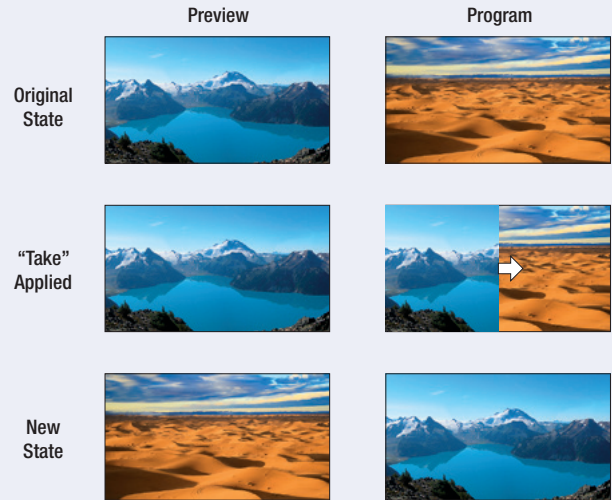 Preview
Program
Original
State
“Take”
Applied
New
State